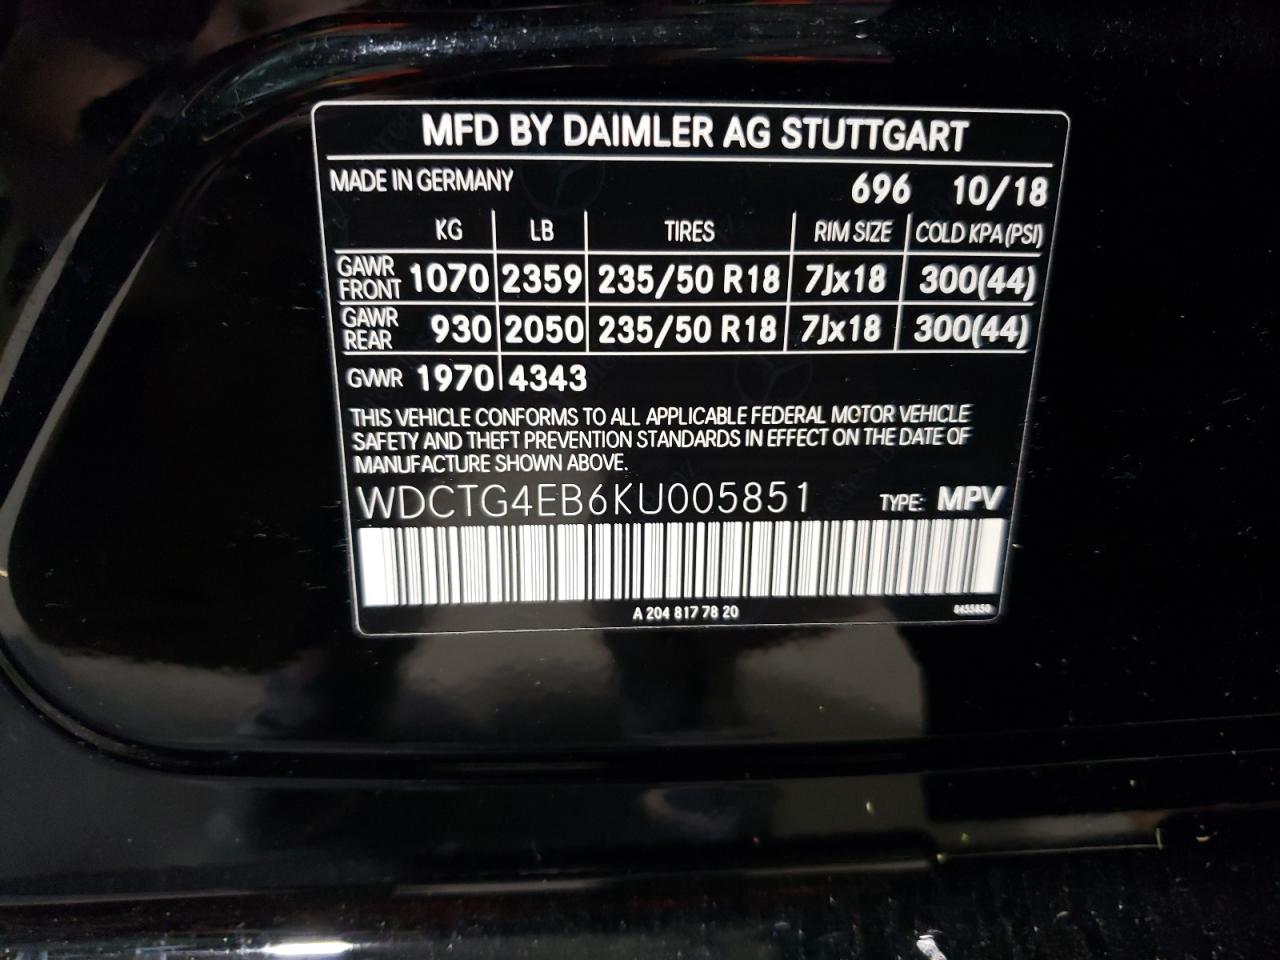 MFD BY DAIMLER AG STUTTGART
MADE IN GERMANY 696 10/18
KG LB TIRES RIM SIZE COLD KPA (PSI)
GAWR FRONT 1070 2359 235/50 R18 7Jx18 300(44)
GAWR REAR 930 2050 235/50 R18 7Jx18 300(44)
GVWR 1970 4343
THIS VEHICLE CONFORMS TO ALL APPLICABLE FEDERAL MOTOR VEHICLE
SAFETY AND THEFT PREVENTION STANDARDS IN EFFECT ON THE DATE OF
MANUFACTURE SHOWN ABOVE.
WDCTG4EB6KU005851 TYPE: MPV
A 204 817 78 20 8455850